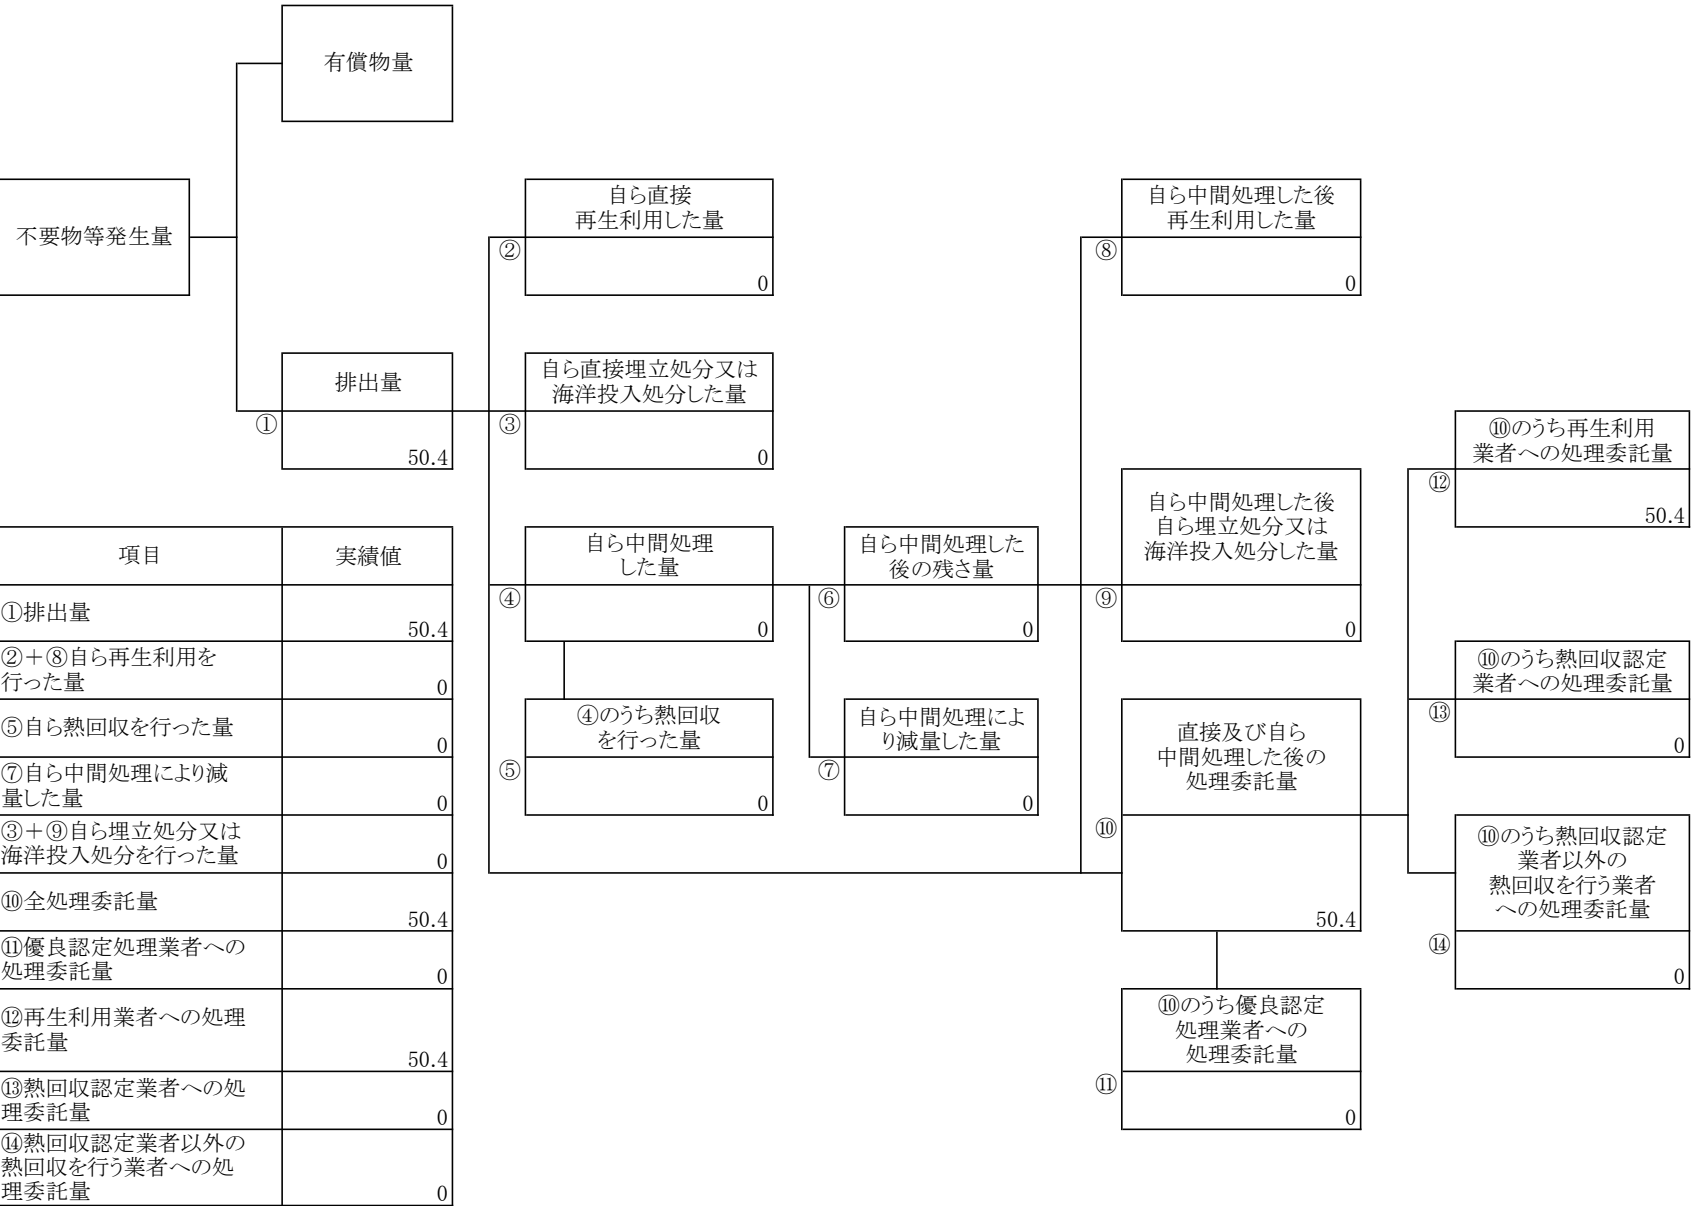 有償物量
不要物等発生量
自ら直接
再生利用した量
②
0
自ら中間処理した後
再生利用した量
⑧
0
排出量
①
50.4
自ら直接埋立処分又は
海洋投入処分した量
③
0
⑩のうち再生利用
業者への処理委託量
⑫
50.4
自ら中間処理
した量
④
0
自ら中間処理した
後の残さ量
⑥
0
自ら中間処理した後
自ら埋立処分又は
海洋投入処分した量
⑨
0
⑩のうち熱回収認定
業者への処理委託量
⑬
0
④のうち熱回収
を行った量
⑤
0
自ら中間処理によ
り減量した量
⑦
0
直接及び自ら
中間処理した後の
処理委託量
⑩
50.4
⑩のうち熱回収認定
業者以外の
熱回収を行う業者
への処理委託量
⑭
0
⑩のうち優良認定
処理業者への
処理委託量
⑪
0
項目
実績値
①排出量
50.4
②+⑧自ら再生利用を
行った量
0
⑤自ら熱回収を行った量
0
⑦自ら中間処理により減
量した量
0
③+⑨自ら埋立処分又は
海洋投入処分を行った量
0
⑩全処理委託量
50.4
⑪優良認定処理業者への
処理委託量
0
⑫再生利用業者への処理
委託量
50.4
⑬熱回収認定業者への処
理委託量
0
⑭熱回収認定業者以外の
熱回収を行う業者への処
理委託量
0